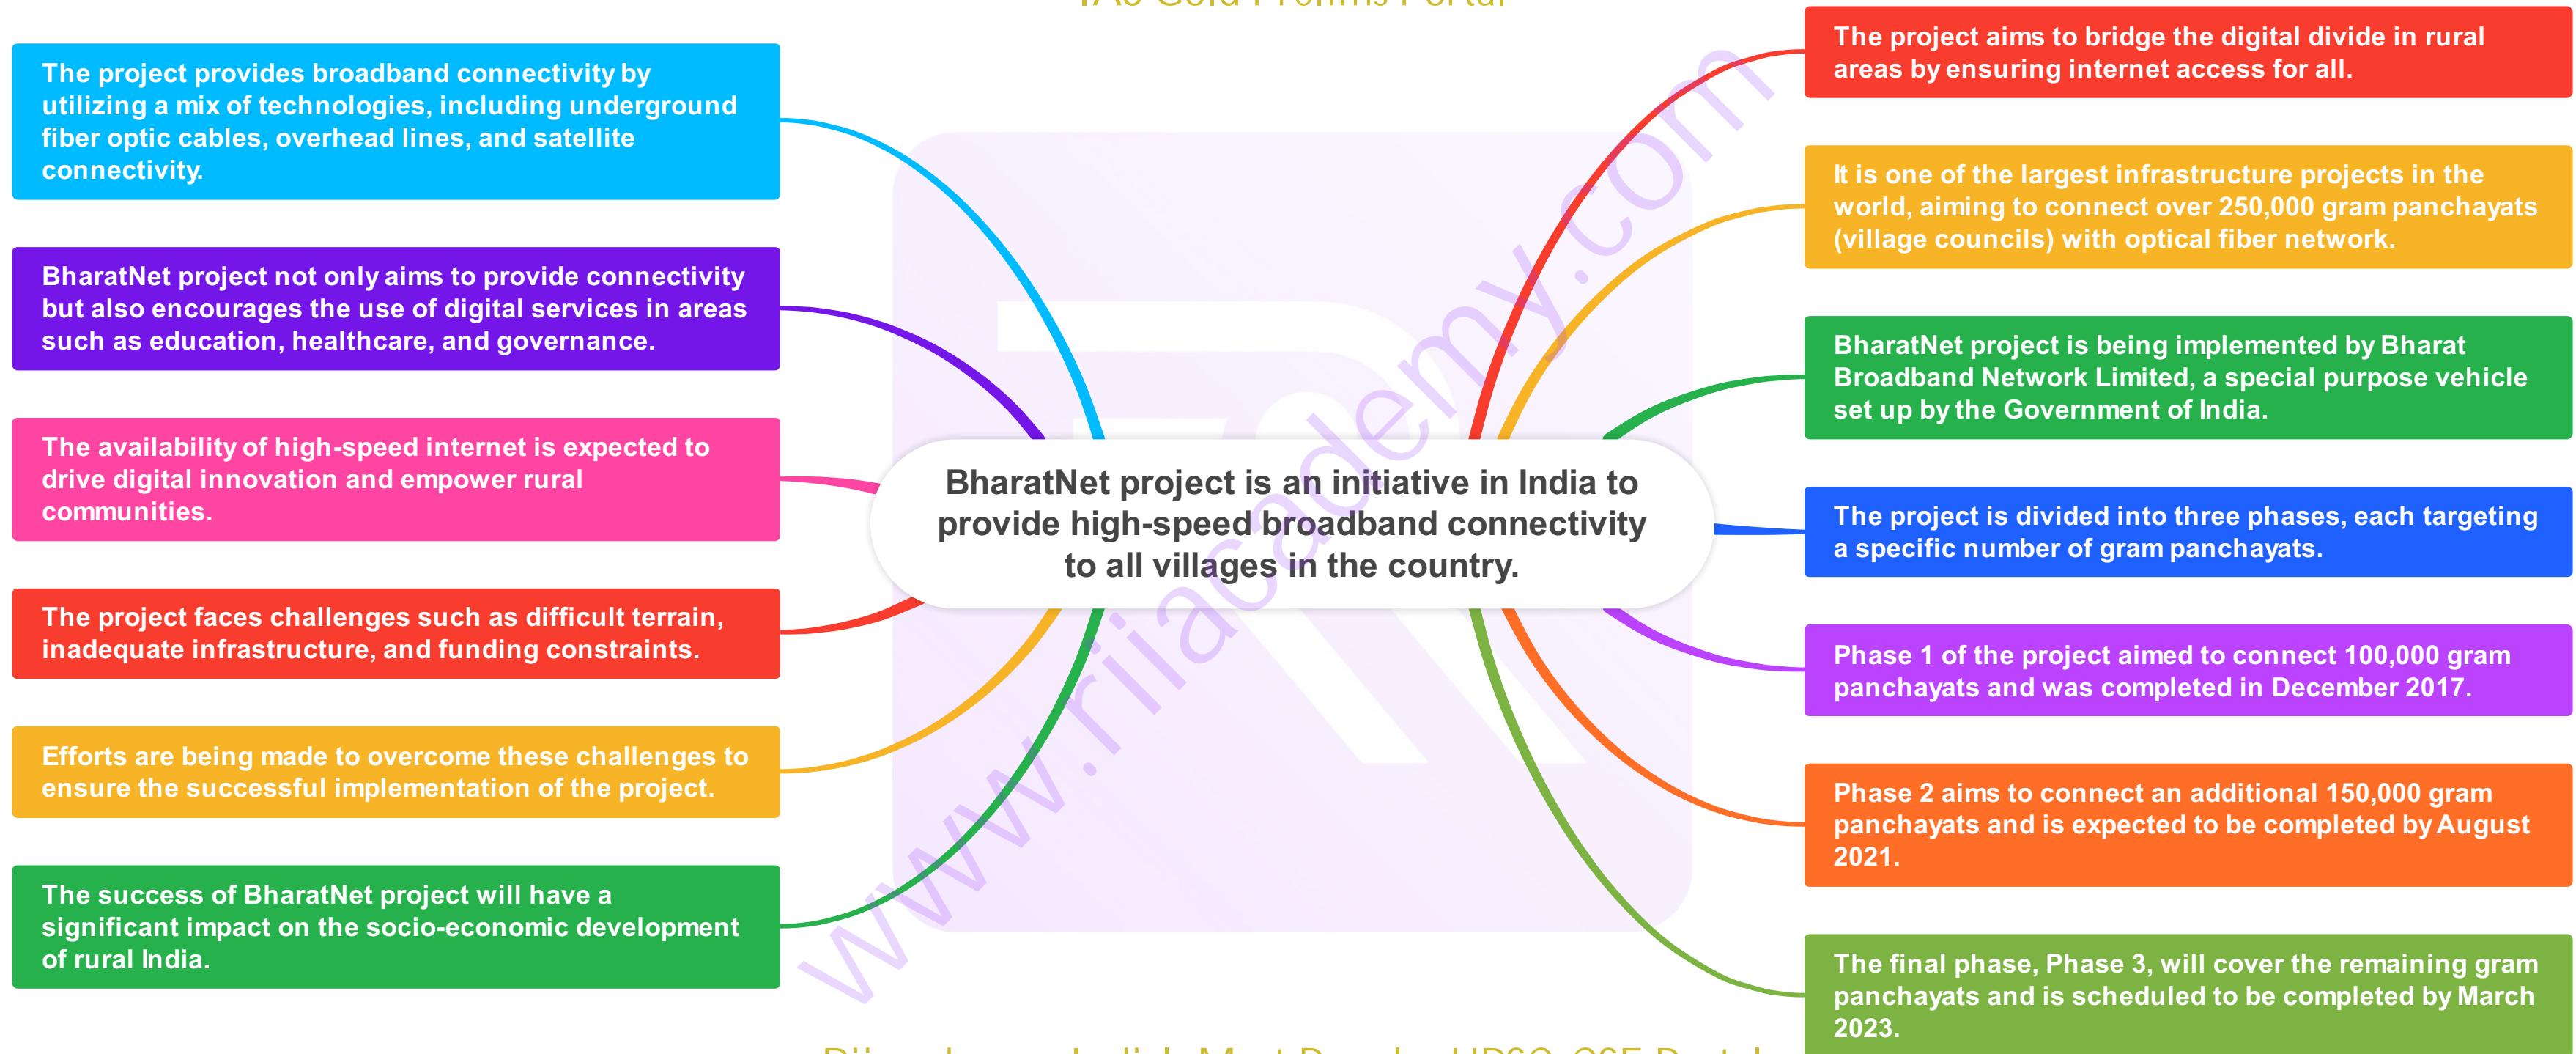 The project provides broadband connectivity by
utilizing a mix of technologies, including underground
fiber optic cables, overhead lines, and satellite
connectivity.
BharatNet project not only aims to provide connectivity
but also encourages the use of digital services in areas
such as education, healthcare, and governance.
The availability of high-speed internet is expected to
drive digital innovation and empower rural
communities.
The project faces challenges such as difficult terrain,
inadequate infrastructure, and funding constraints.
Efforts are being made to overcome these challenges to
ensure the successful implementation of the project.
The success of BharatNet project will have a
significant impact on the socio-economic development
of rural India.
BharatNet project is an initiative in India to
provide high-speed broadband connectivity
to all villages in the country.
www.rijacademy.com
The project aims to bridge the digital divide in rural
areas by ensuring internet access for all.
It is one of the largest infrastructure projects in the
world, aiming to connect over 250,000 gram panchayats
(village councils) with optical fiber network.
BharatNet project is being implemented by Bharat
Broadband Network Limited, a special purpose vehicle
set up by the Government of India.
The project is divided into three phases, each targeting
a specific number of gram panchayats.
Phase 1 of the project aimed to connect 100,000 gram
panchayats and was completed in December 2017.
Phase 2 aims to connect an additional 150,000 gram
panchayats and is expected to be completed by August
2021.
The final phase, Phase 3, will cover the remaining gram
panchayats and is scheduled to be completed by March
2023.